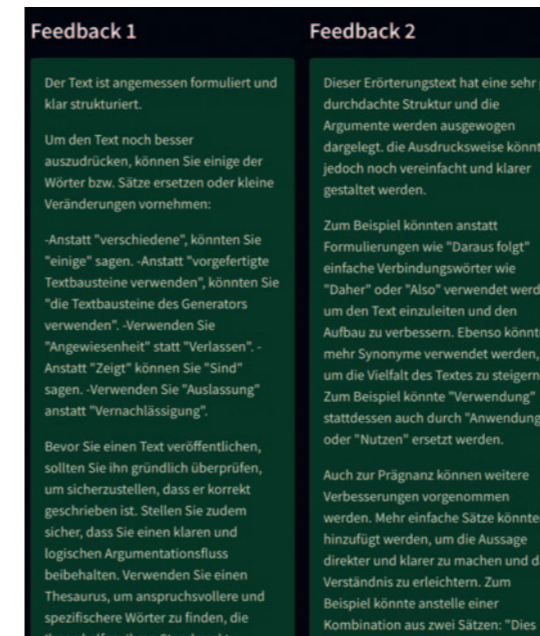 Feedback 1
Der Text ist angemessen formuliert und
klar strukturiert.
Um den Text noch besser
auszudrücken, können Sie einige der
Wörter bzw. Sätze ersetzen oder kleine
Veränderungen vornehmen:
-Anstatt "verschiedene", könnten Sie
"einige" sagen. -Anstatt "vorgefertigte
Textbausteine verwenden", könnten Sie
"die Textbausteine des Generators
verwenden". -Verwenden Sie
"Angewiesenheit" statt "Verlassen". -
Anstatt "Zeigt" können Sie "Sind"
sagen. -Verwenden Sie "Auslassung"
anstatt "Vernachlässigung".
Bevor Sie einen Text veröffentlichen,
sollten Sie ihn gründlich überprüfen,
um sicherzustellen, dass er korrekt
geschrieben ist. Stellen Sie zudem
sicher, dass Sie einen klaren und
logischen Argumentationsfluss
beibehalten. Verwenden Sie einen
Thesaurus, um anspruchsvollere und
spezifischere Wörter zu finden, die
Feedback 2
Dieser Erörterungstext hat eine sehr
durchdachte Struktur und die
Argumente werden ausgewogen
dargelegt. die Ausdrucksweise könnt
jedoch noch vereinfacht und klarer
gestaltet werden.
Zum Beispiel könnten anstatt
Formulierungen wie "Daraus folgt"
einfache Verbindungswörter wie
"Daher" oder "Also" verwendet werd
um den Text einzuleiten und den
Aufbau zu verbessern. Ebenso könnt
mehr Synonyme verwendet werden,
um die Vielfalt des Textes zu steigern
Zum Beispiel könnte "Verwendung"
stattdessen auch durch "Anwendung
oder "Nutzen" ersetzt werden.
Auch zur Prägnanz können weitere
Verbesserungen vorgenommen
werden. Mehr einfache Sätze könnte
hinzufügt werden, um die Aussage
direkter und klarer zu machen und d
Verständnis zu erleichtern. Zum
Beispiel könnte anstelle einer
Kombination aus zwei Sätzen: "Dies